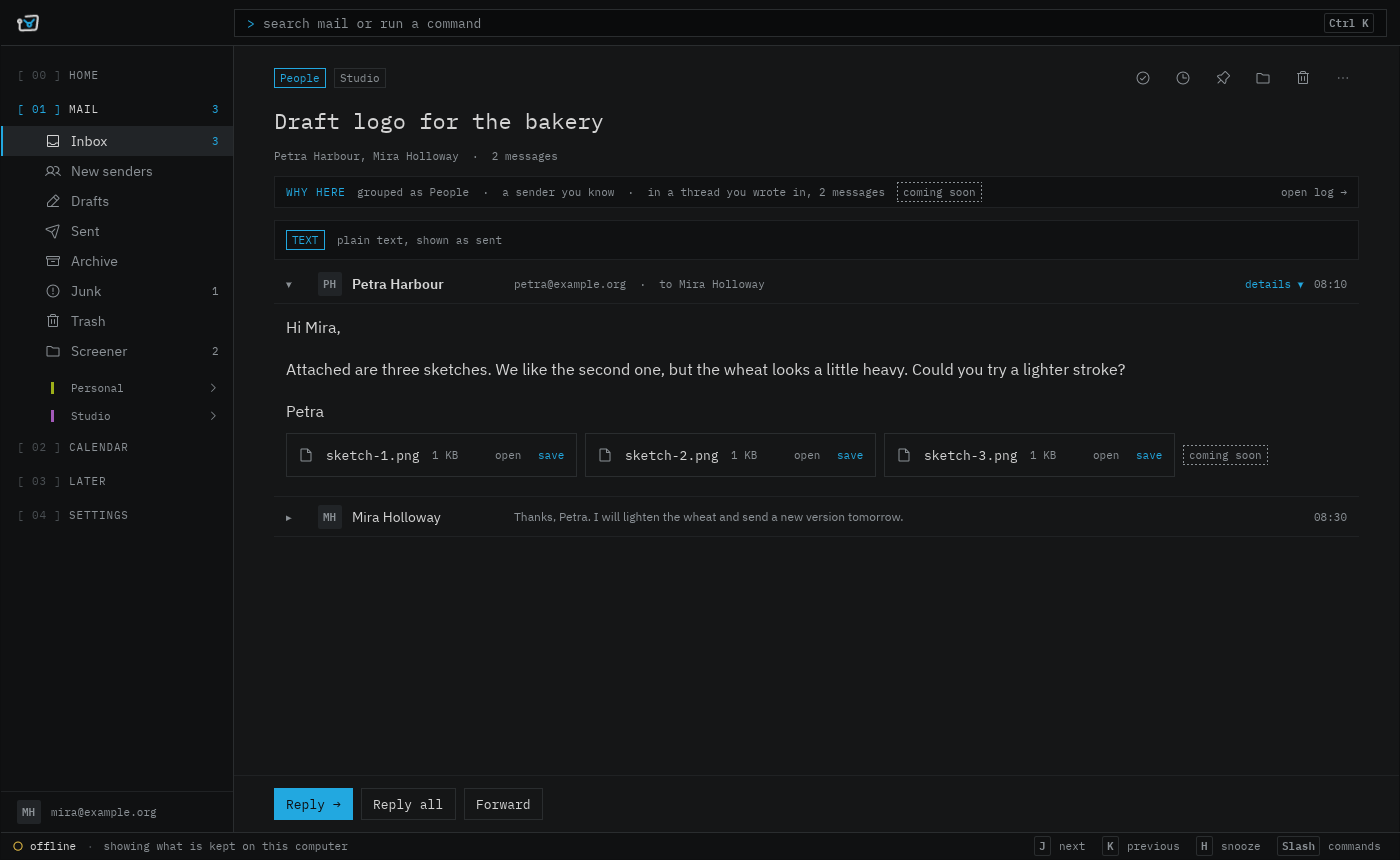 > search mail or run a command Ctrl K
[ 00 ] HOME
[ 01 ] MAIL 3
Inbox 3
New senders
Drafts
Sent
Archive
Junk 1
Trash
Screener 2
Personal
Studio
[ 02 ] CALENDAR
[ 03 ] LATER
[ 04 ] SETTINGS
MH mira@example.org
People Studio
Draft logo for the bakery
Petra Harbour, Mira Holloway · 2 messages
WHY HERE grouped as People · a sender you know · in a thread you wrote in, 2 messages coming soon open log →
TEXT plain text, shown as sent
▾ PH Petra Harbour petra@example.org · to Mira Holloway details ▾ 08:10
Hi Mira,
Attached are three sketches. We like the second one, but the wheat looks a little heavy. Could you try a lighter stroke?
Petra
sketch-1.png 1 KB open save sketch-2.png 1 KB open save sketch-3.png 1 KB open save coming soon
▸ MH Mira Holloway Thanks, Petra. I will lighten the wheat and send a new version tomorrow. 08:30
Reply → Reply all Forward
offline · showing what is kept on this computer J next K previous H snooze Slash commands